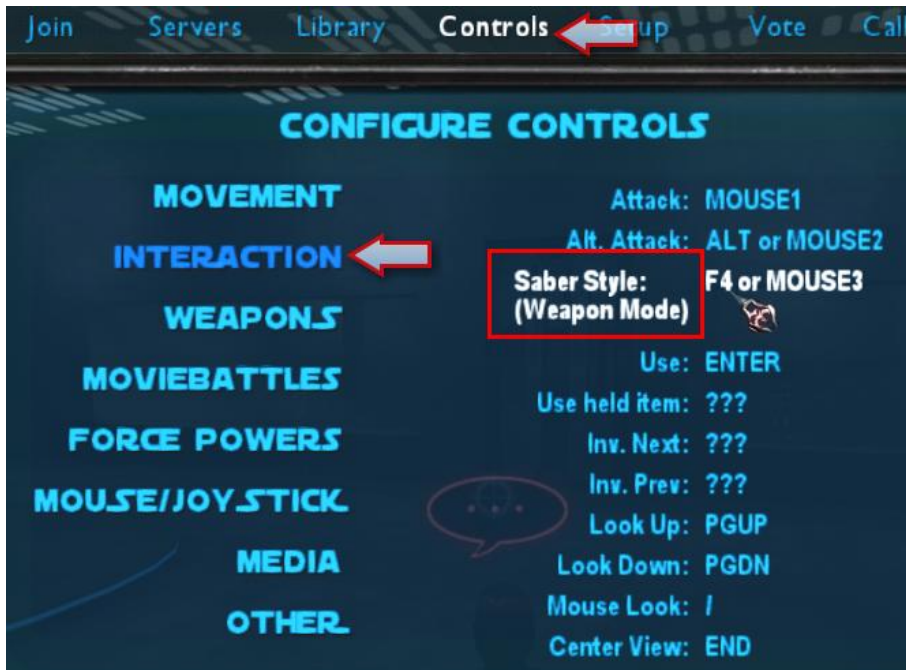 Join Servers Library Controls Setup Vote Call
CONFIGURE CONTROLS
MOVEMENT
INTERACTION
WEAPONS
MOVIEBATTLES
FORCE POWERS
MOUSE/JOYSTICK
MEDIA
OTHER
Attack: MOUSE1
Alt. Attack: ALT or MOUSE2
Saber Style: F4 or MOUSE3
(Weapon Mode)
Use: ENTER
Use held item: ???
Inv. Next: ???
Inv. Prev: ???
Look Up: PGUP
Look Down: PGDN
Mouse Look: /
Center View: END